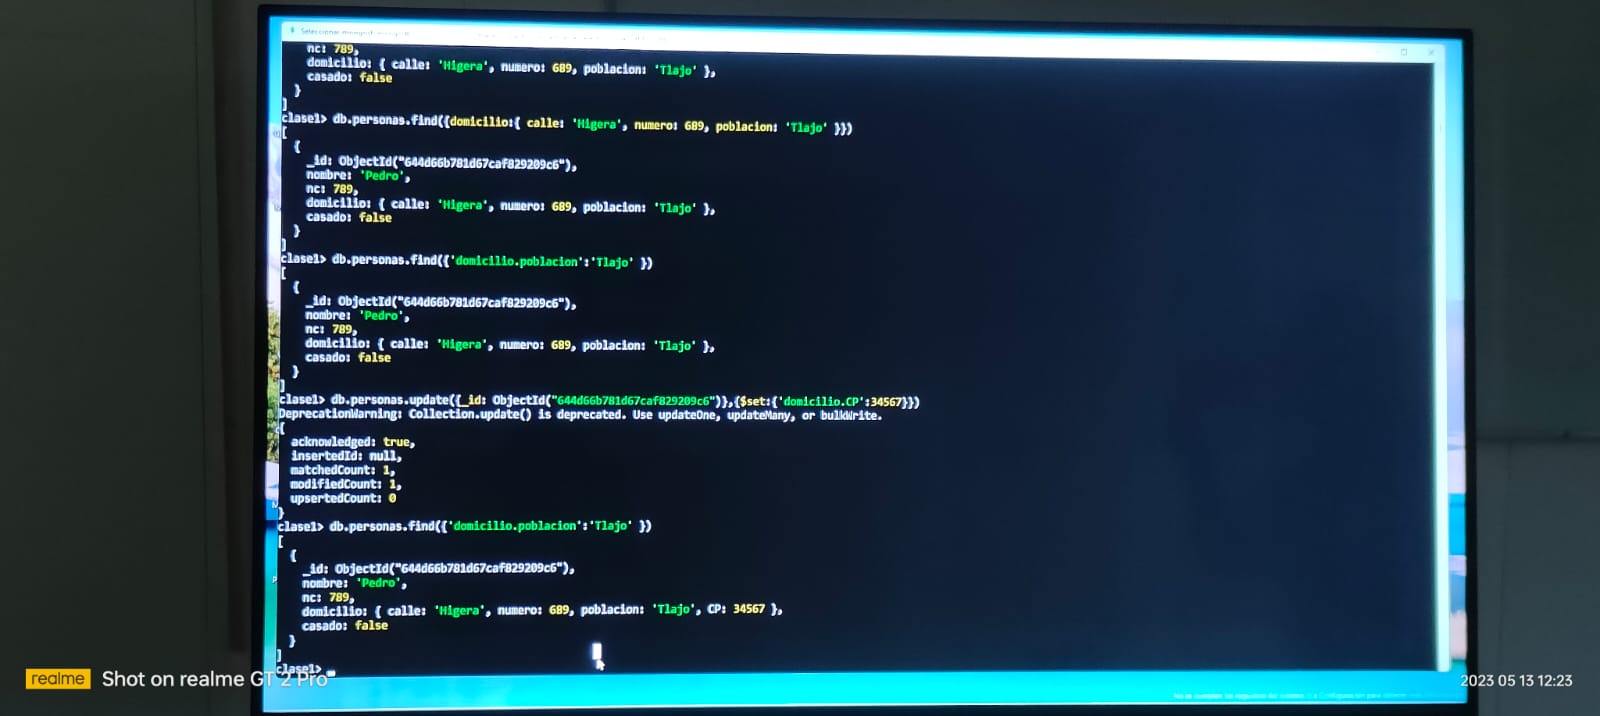 Seleccionar
nc: 789,
domicilio: { calle: 'Higera', numero: 689, poblacion: 'Tlajo' },
casado: false
}
]
clase1> db.personas.find({domicilio:{ calle: 'Higera', numero: 689, poblacion: 'Tlajo' }})
[
{
_id: ObjectId("644d66b781d67caf829209c6"),
nombre: 'Pedro',
nc: 789,
domicilio: { calle: 'Higera', numero: 689, poblacion: 'Tlajo' },
casado: false
}
]
clase1> db.personas.find({'domicilio.poblacion':'Tlajo' })
[
{
_id: ObjectId("644d66b781d67caf829209c6"),
nombre: 'Pedro',
nc: 789,
domicilio: { calle: 'Higera', numero: 689, poblacion: 'Tlajo' },
casado: false
}
]
clase1> db.personas.update({_id: ObjectId("644d66b781d67caf829209c6")},{$set:{'domicilio.CP':34567}})
DeprecationWarning: Collection.update() is deprecated. Use updateOne, updateMany, or bulkWrite.
{
acknowledged: true,
insertedId: null,
matchedCount: 1,
modifiedCount: 1,
upsertedCount: 0
}
clase1> db.personas.find({'domicilio.poblacion':'Tlajo' })
[
{
_id: ObjectId("644d66b781d67caf829209c6"),
nombre: 'Pedro',
nc: 789,
domicilio: { calle: 'Higera', numero: 689, poblacion: 'Tlajo', CP: 34567 },
casado: false
}
]
clase1>
realme Shot on realme GT 2 Pro
2023 05 13 12:23